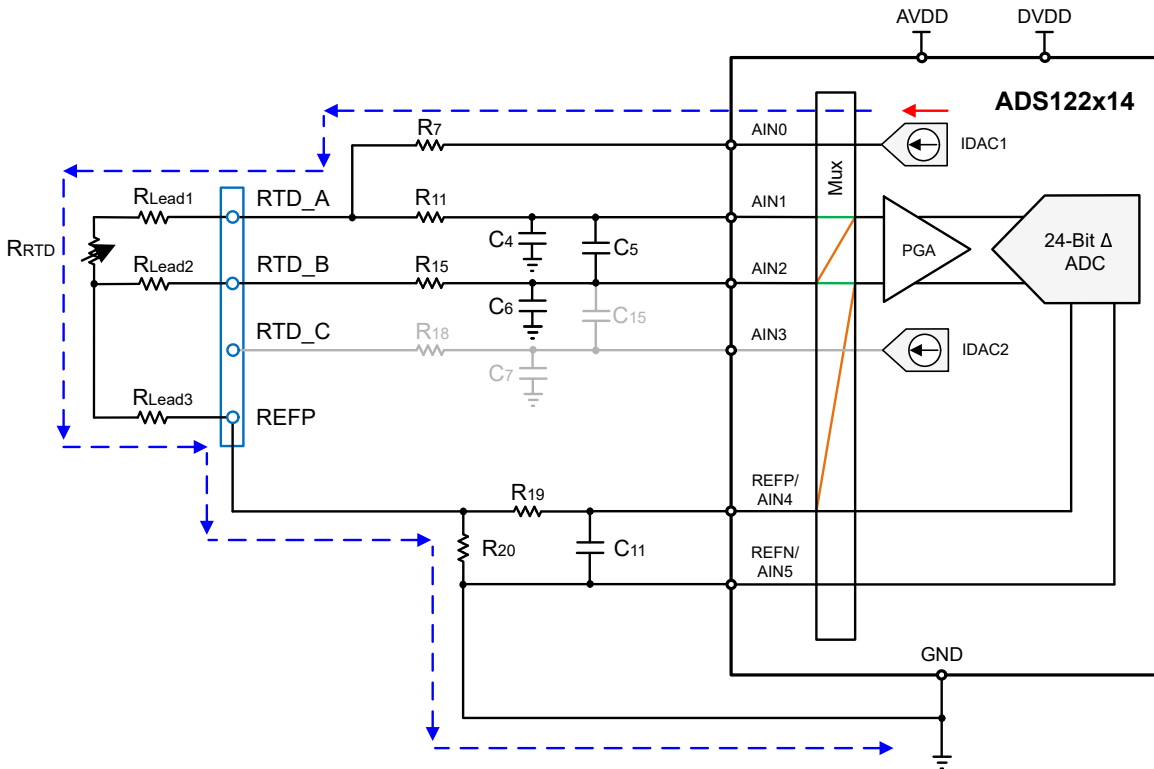 AVDD
DVDD
ADS122x14
R7
AIN0
IDAC1
Mux
RLead1
RTD_A
R11
AIN1
RRTD
C4
C5
PGA
24-Bit Δ
ADC
RLead2
RTD_B
R15
AIN2
C6
C15
RTD_C
R18
AIN3
IDAC2
C7
RLead3
REFP
R19
REFP/
AIN4
R20
C11
REFN/
AIN5
GND